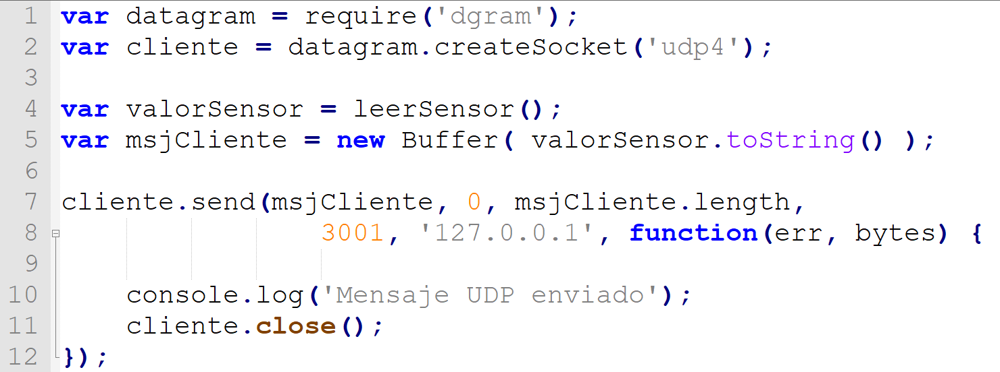 1 var datagram = require('dgram');
2 var cliente = datagram.createSocket('udp4');
3
4 var valorSensor = leerSensor();
5 var msjCliente = new Buffer( valorSensor.toString() );
6
7 cliente.send(msjCliente, 0, msjCliente.length,
8                 3001, '127.0.0.1', function(err, bytes) {
9
10     console.log('Mensaje UDP enviado');
11     cliente.close();
12 });